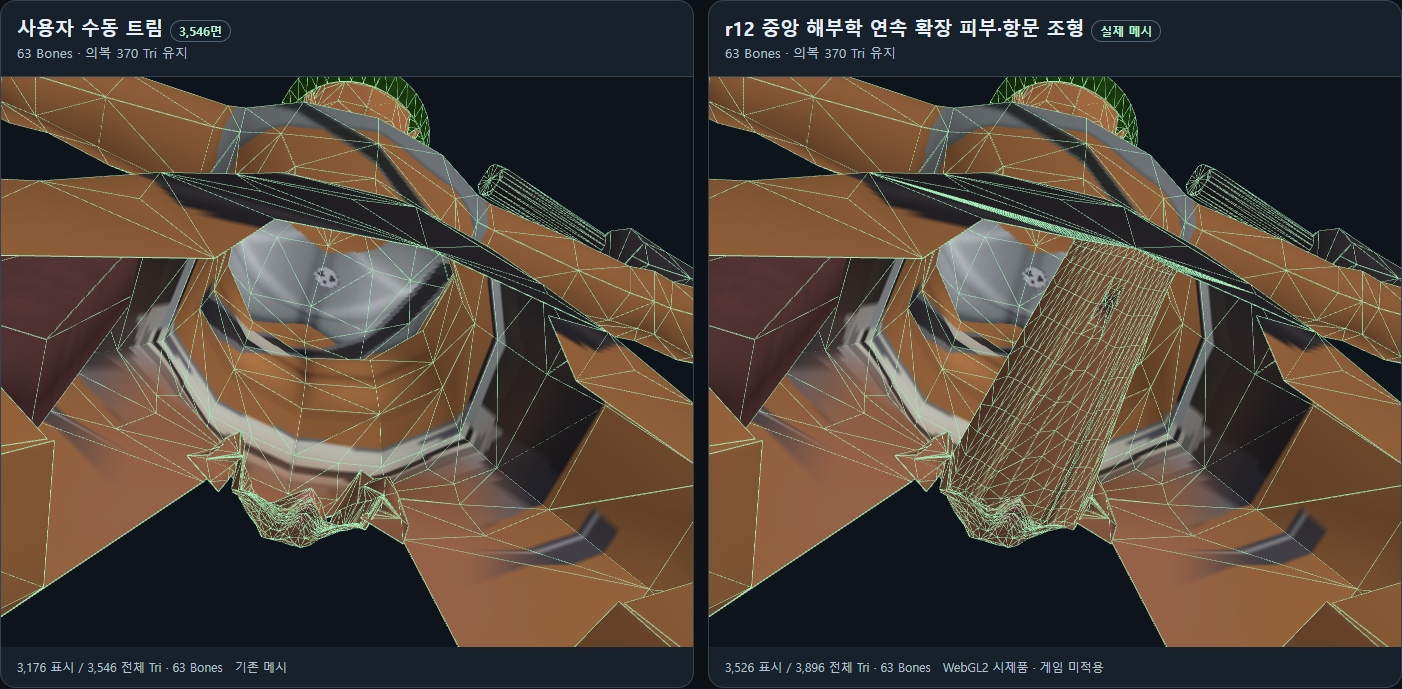 사용자 수동 트림 3,546면
63 Bones · 의복 370 Tri 유지
3,176 표시 / 3,546 전체 Tri · 63 Bones 기존 메시
r12 중앙 해부학 연속 확장 피부·항문 조형 실제 메시
63 Bones · 의복 370 Tri 유지
3,526 표시 / 3,896 전체 Tri · 63 Bones WebGL2 시제품 · 게임 미적용